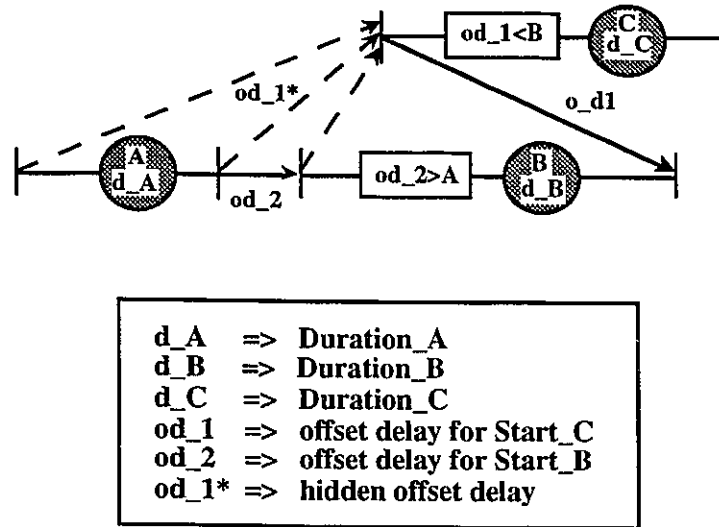 od_1<B
C
d_C
od_1*
o_d1
A
d_A
od_2
od_2>A
B
d_B
d_A => Duration_A
d_B => Duration_B
d_C => Duration_C
od_1 => offset delay for Start_C
od_2 => offset delay for Start_B
od_1* => hidden offset delay